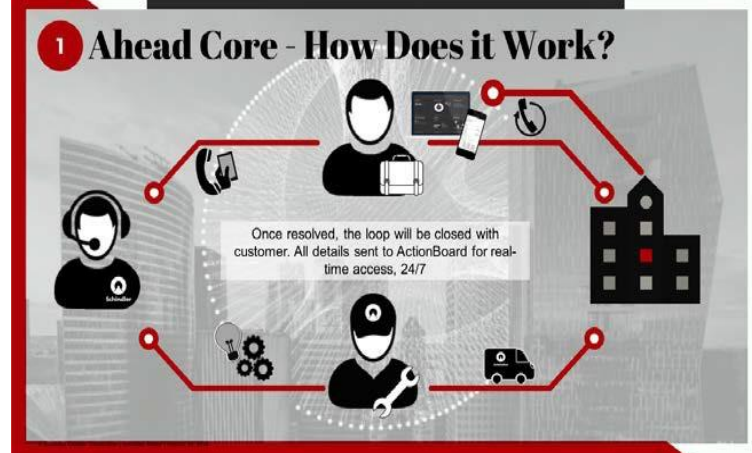 1 Ahead Core - How Does it Work?
Once resolved, the loop will be closed with
customer. All details sent to ActionBoard for real-
time access, 24/7
Schindler